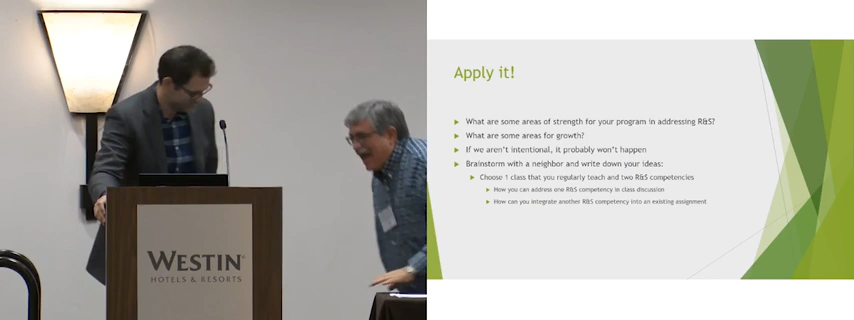 WESTIN
HOTELS & RESORTS
Apply it!
What are some areas of strength for your program in addressing R&S?
What are some areas for growth?
If we aren't intentional, it probably won't happen
Brainstorm with a neighbor and write down your ideas:
Choose 1 class that you regularly teach and two R&S competencies
How you can address one R&S competency in class discussion
How can you integrate another R&S competency into an existing assignment